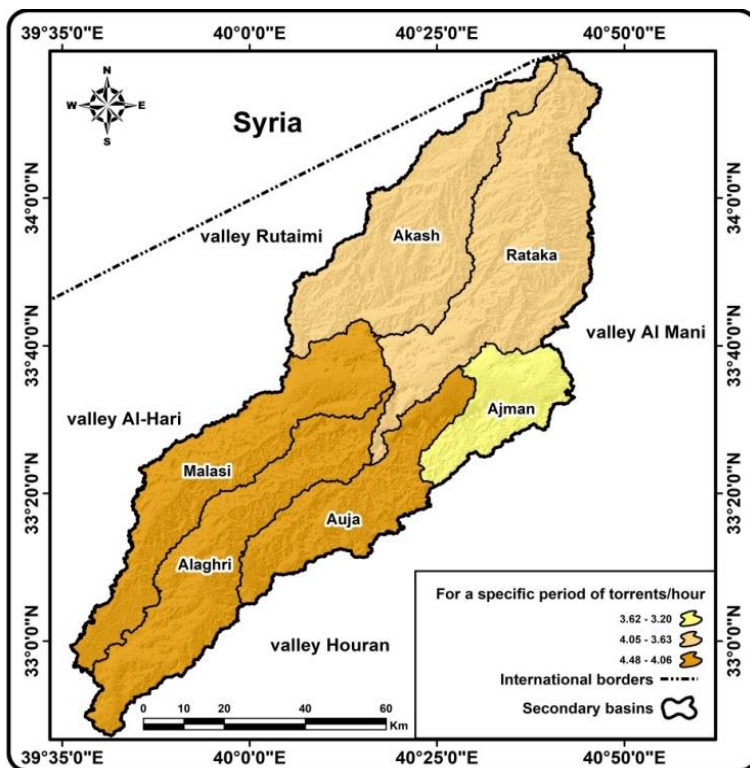 39°35'0"E 40°0'0"E 40°25'0"E 40°50'0"E
N
W E
S
Syria
34°0'0"N 34°0'0"N
valley Rutaimi
Akash
Rataka
33°40'0"N 33°40'0"N
valley Al Mani
valley Al-Hari
Ajman
Malasi
33°20'0"N 33°20'0"N
Auja
Alaghri
For a specific period of torrents/hour
3.62 - 3.20
4.05 - 3.63
4.48 - 4.06
International borders
Secondary basins
33°0'0"N 33°0'0"N
valley Houran
0 10 20 40 60
Km
39°35'0"E 40°0'0"E 40°25'0"E 40°50'0"E